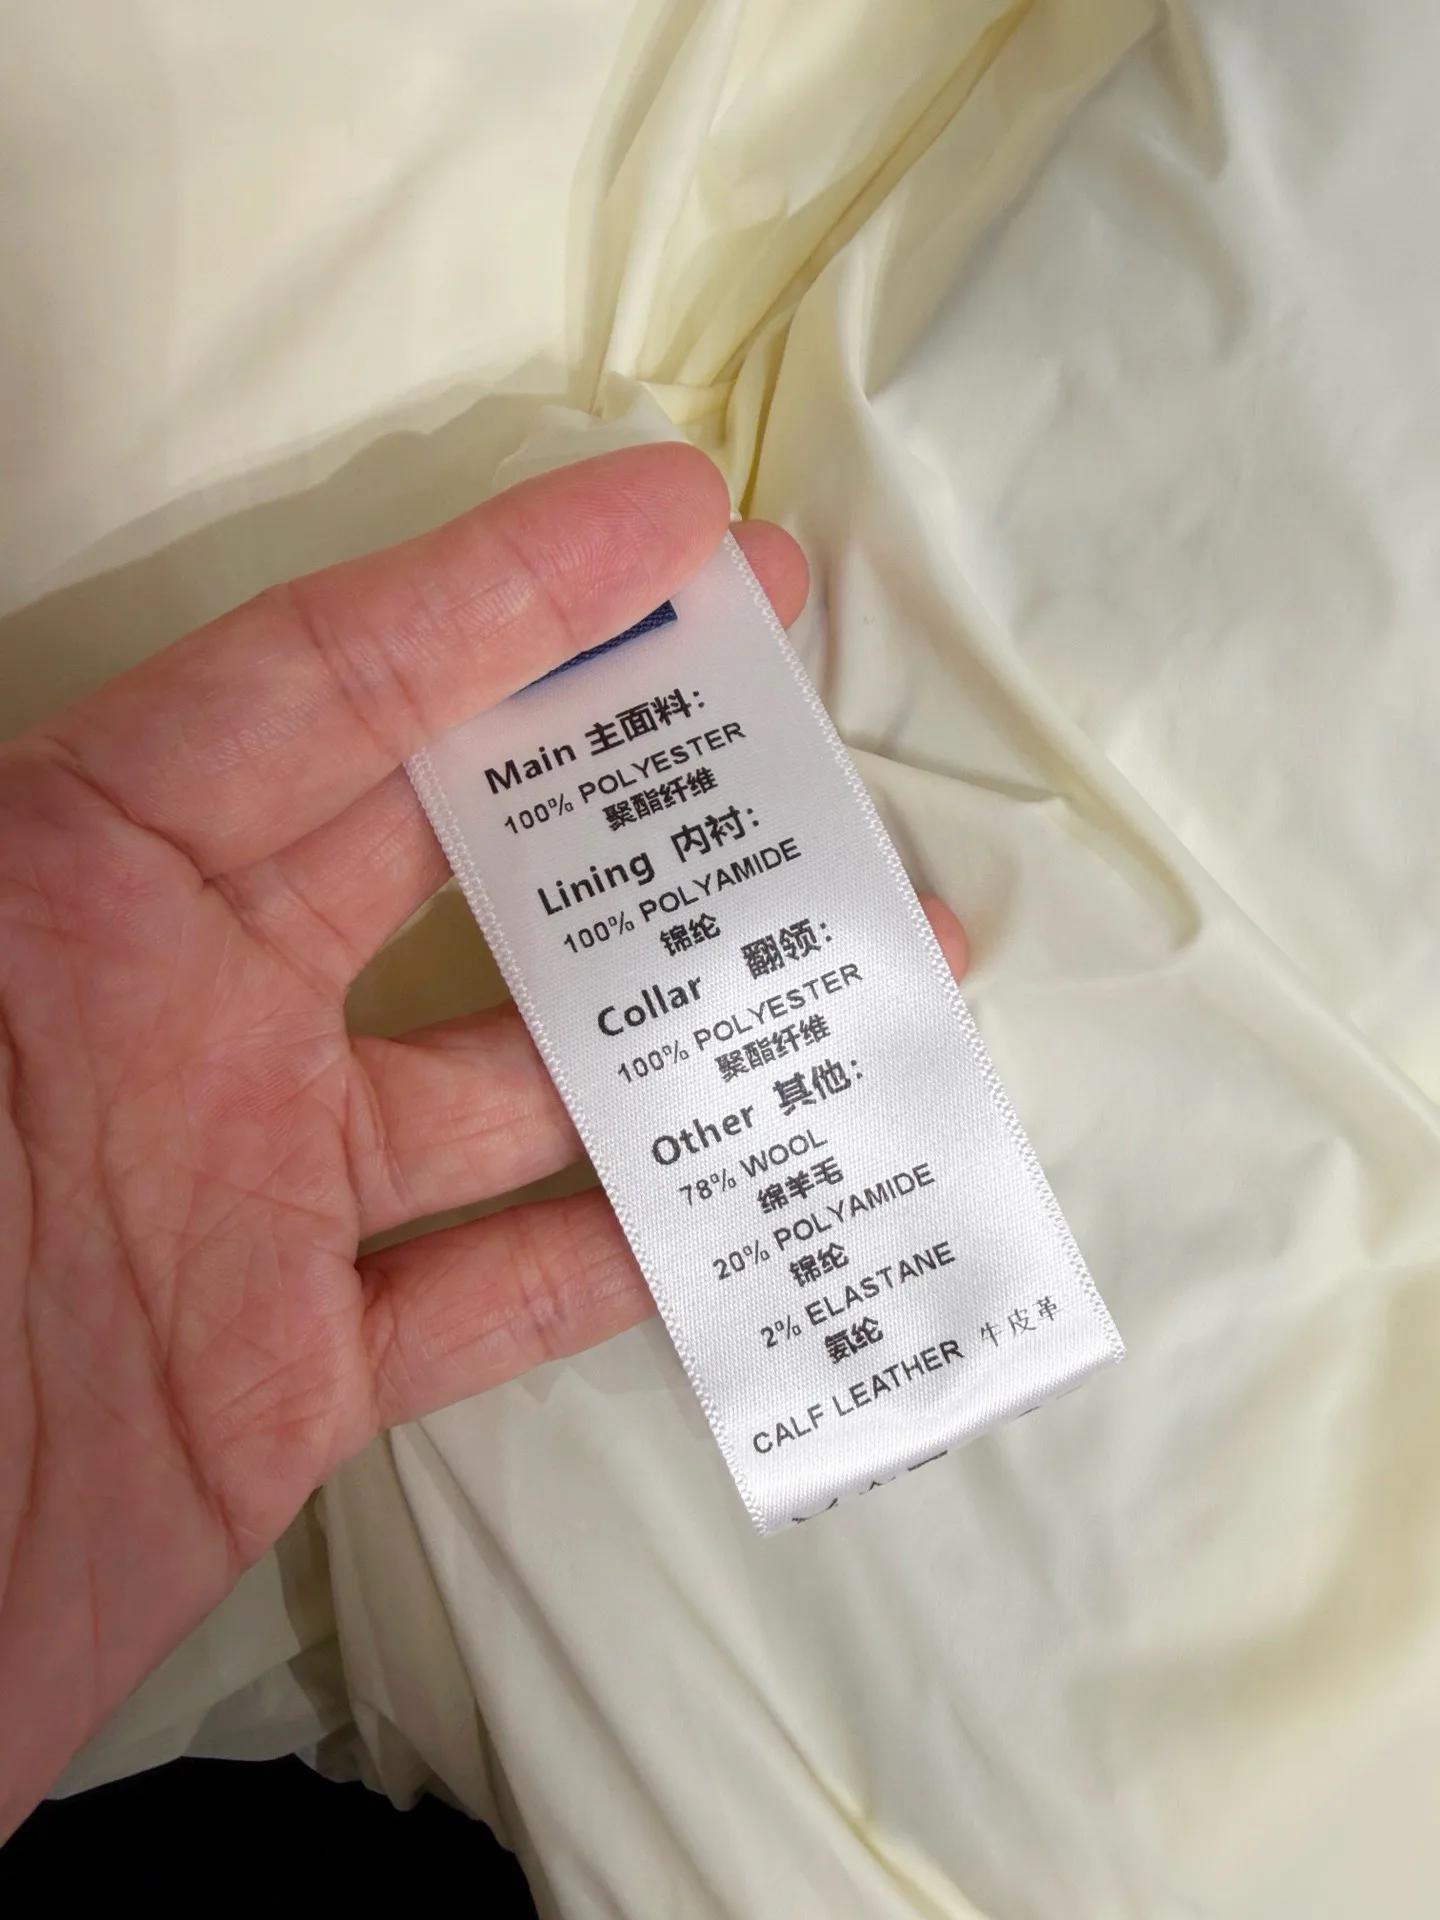 Main 主面料:
100% POLYESTER
聚酯纤维
Lining 内衬:
100% POLYAMIDE
锦纶
Collar 翻领:
100% POLYESTER
聚酯纤维
Other 其他:
78% WOOL
绵羊毛
20% POLYAMIDE
锦纶
2% ELASTANE
氨纶
CALF LEATHER 牛皮革